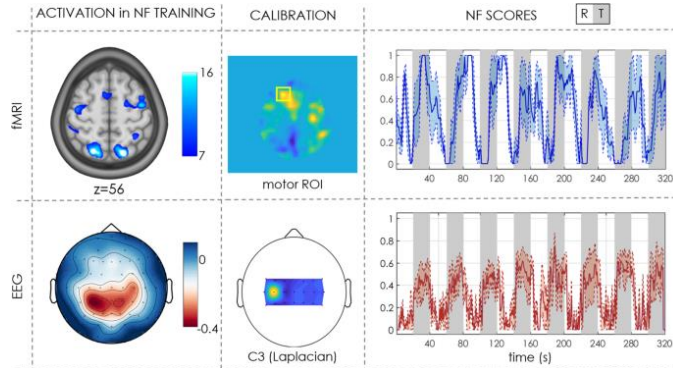 ACTIVATION in NF TRAINING
CALIBRATION
NF SCORES
R T
fMRI
16
7
z=56
motor ROI
1
0.8
0.6
0.4
0.2
0
40 80 120 160 200 240 280 320
EEG
0
-0.4
C3 (Laplacian)
1
0.8
0.6
0.4
0.2
0
40 80 120 160 200 240 280 320
time (s)